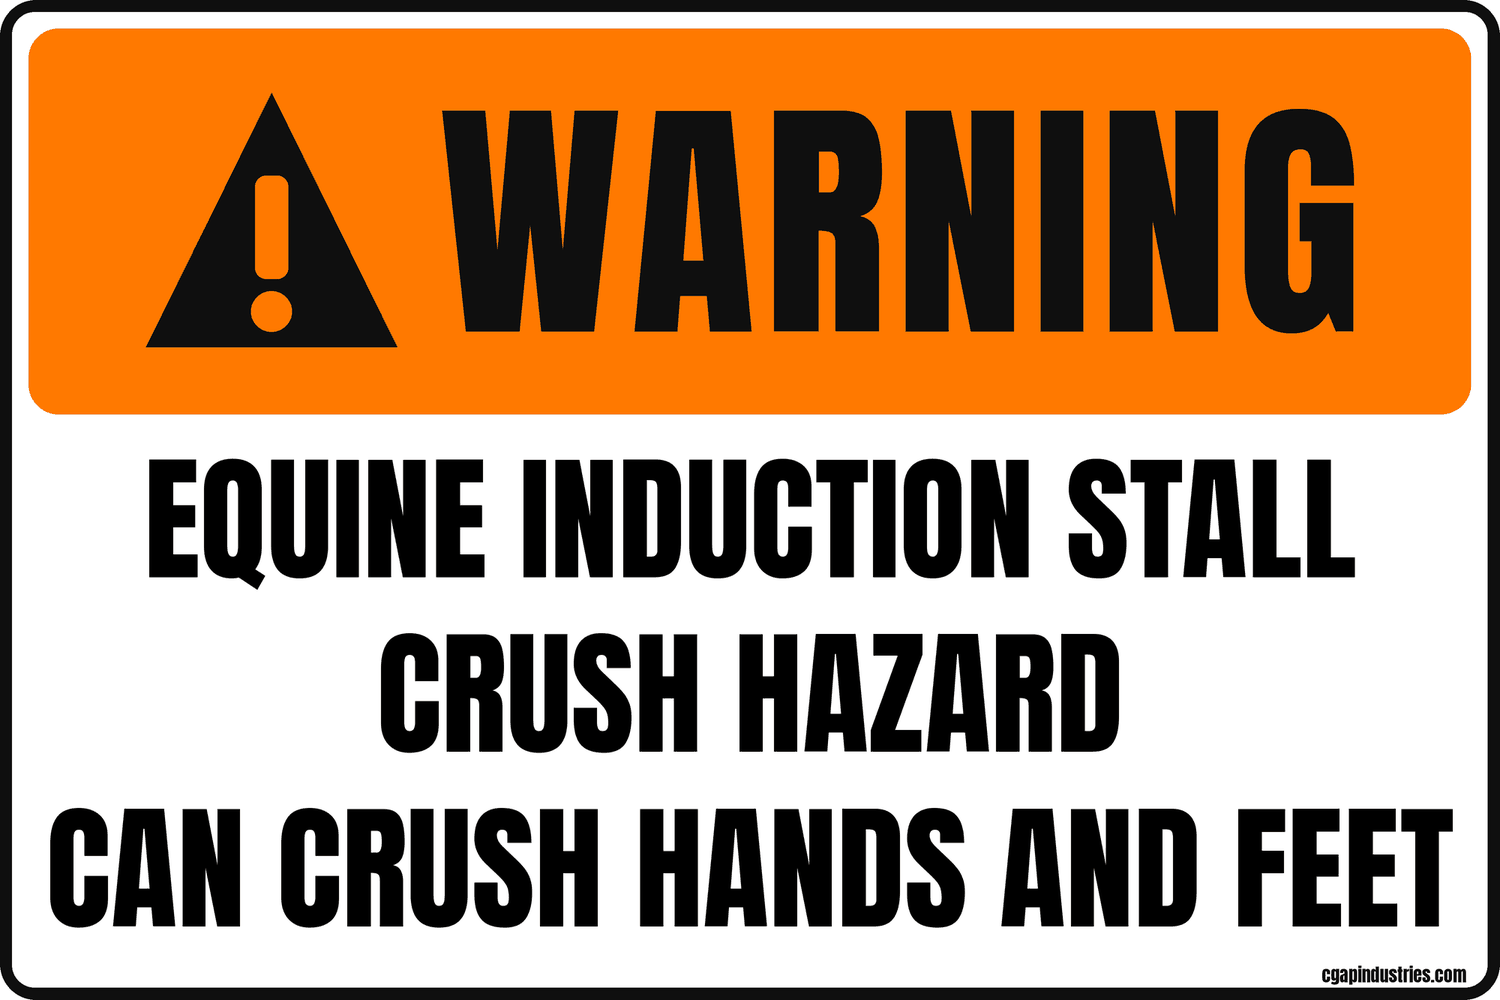 WARNING
EQUINE INDUCTION STALL
CRUSH HAZARD
CAN CRUSH HANDS AND FEET
cgapindustries.com